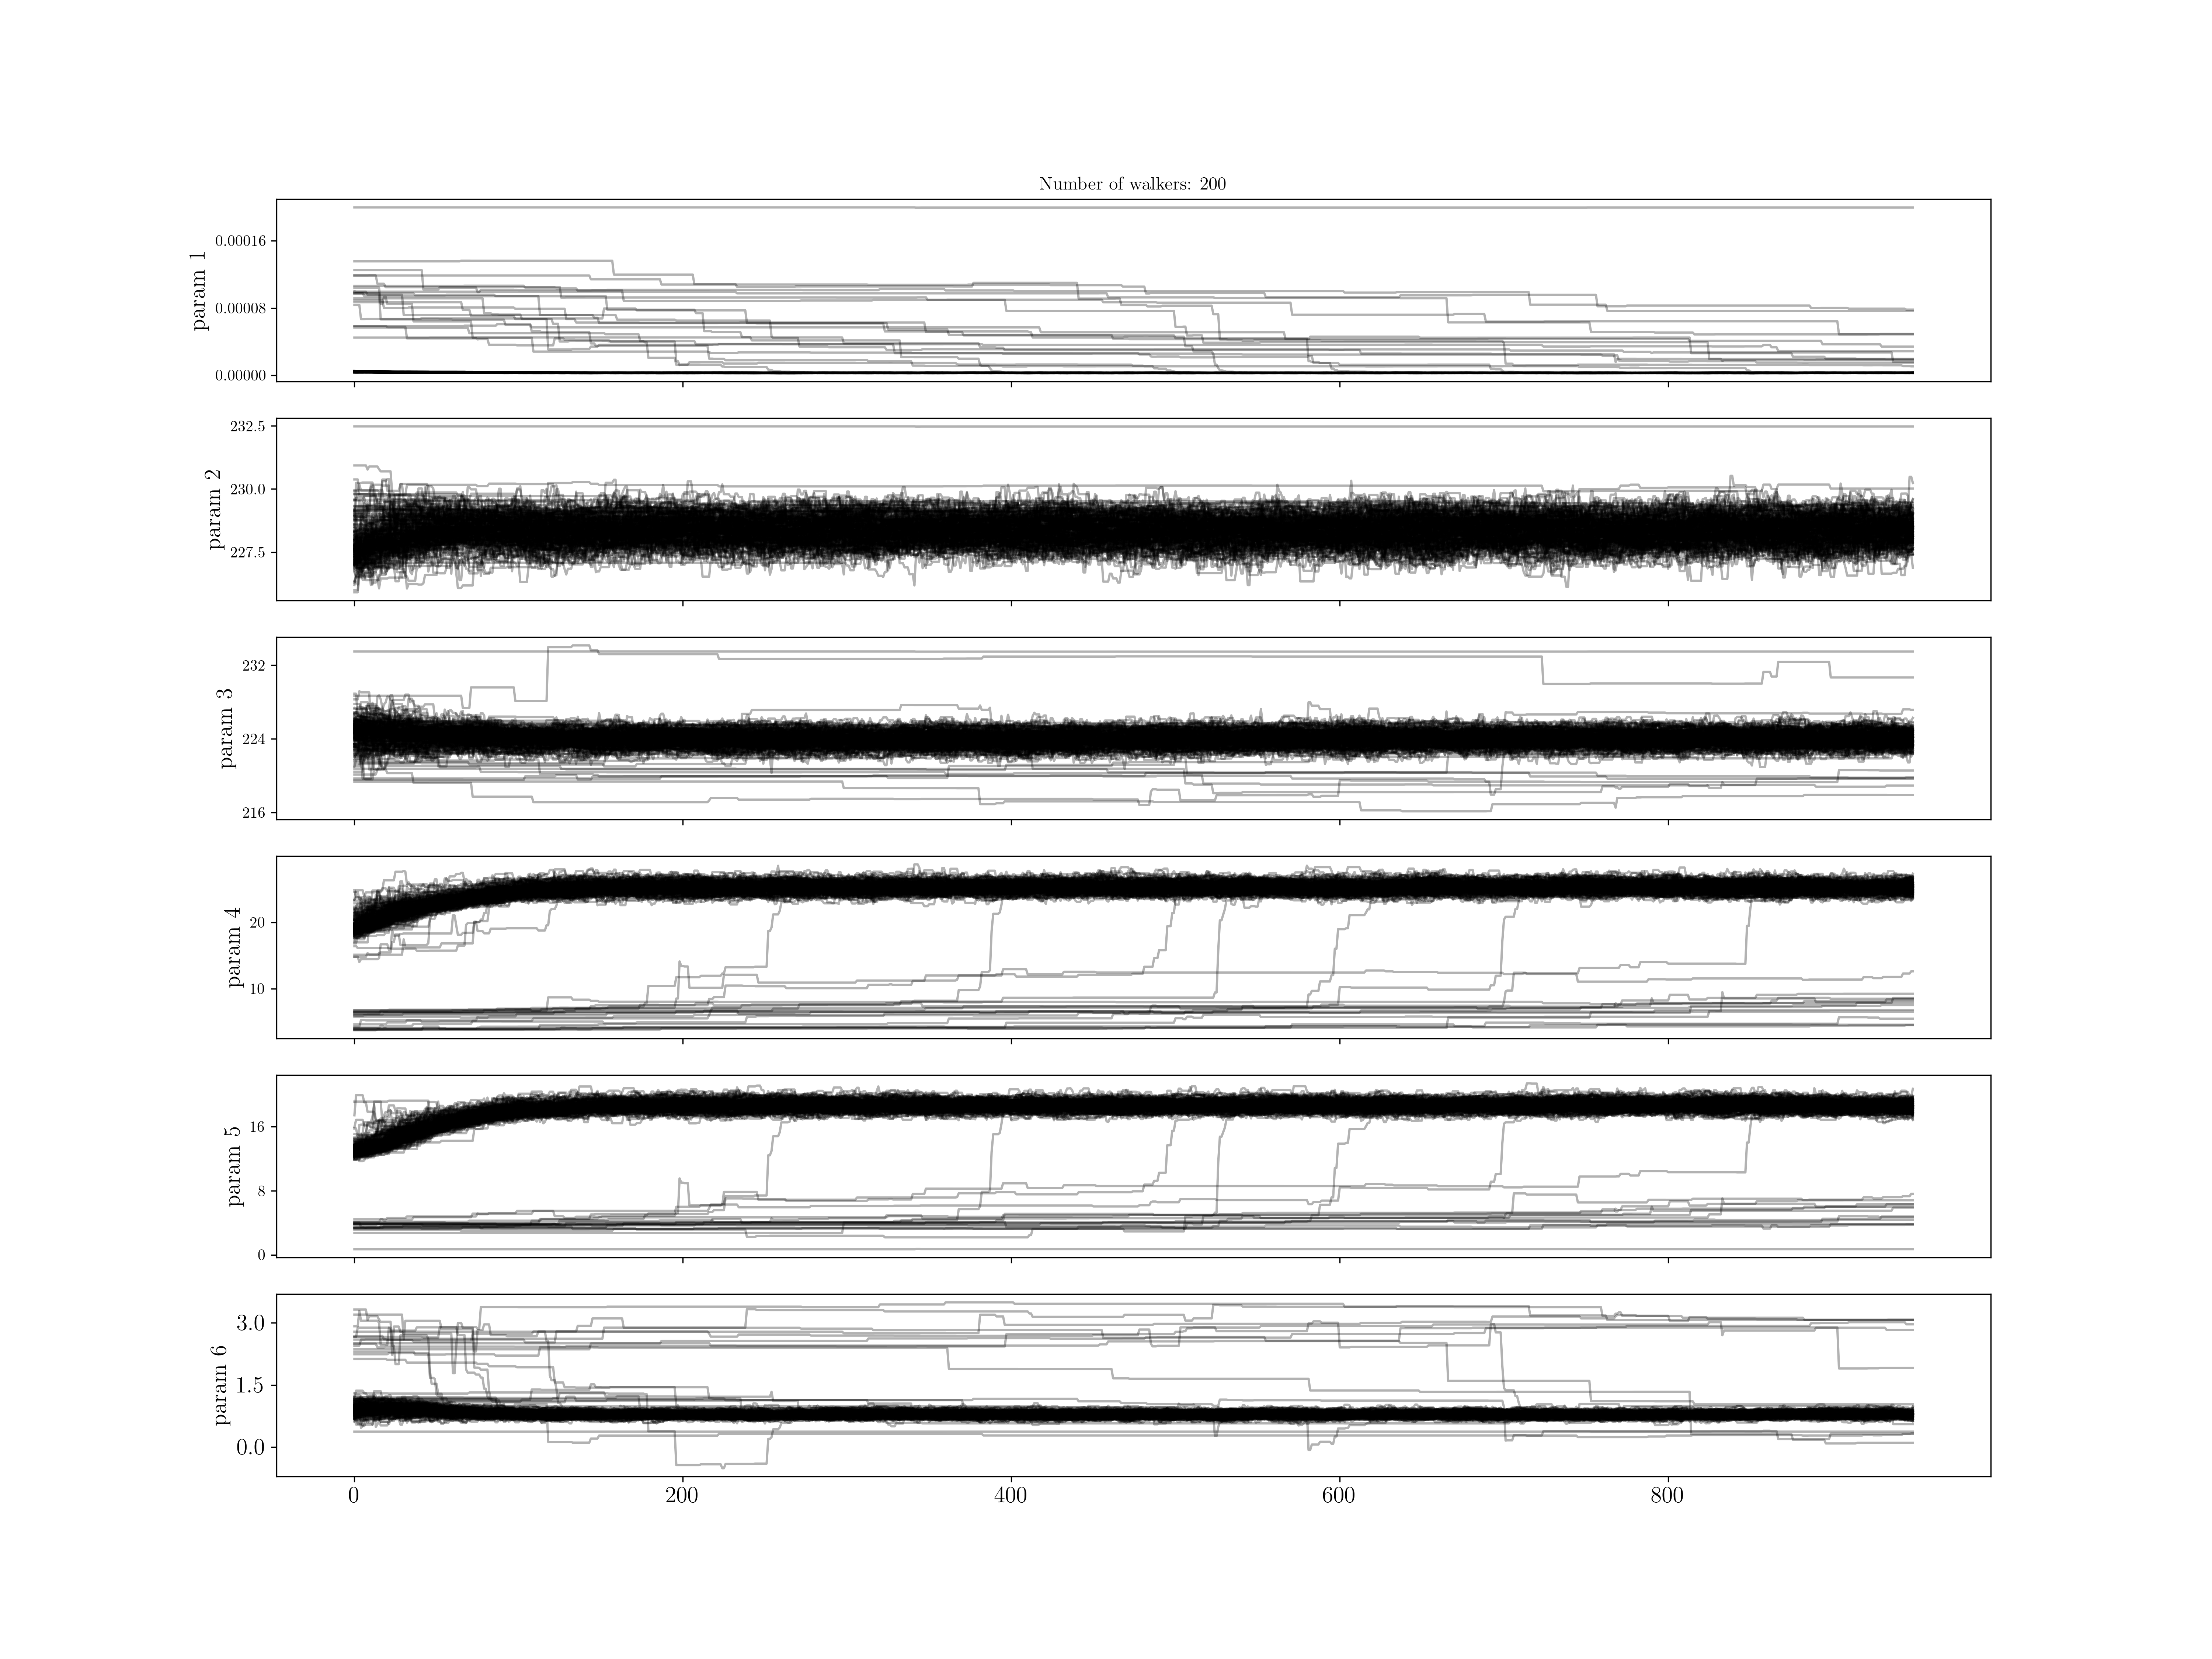 Number of walkers: 200
param 1
0.00016
0.00008
0.00000
param 2
232.5
230.0
227.5
param 3
232
224
216
param 4
20
10
param 5
16
8
0
param 6
3.0
1.5
0.0
0 200 400 600 800